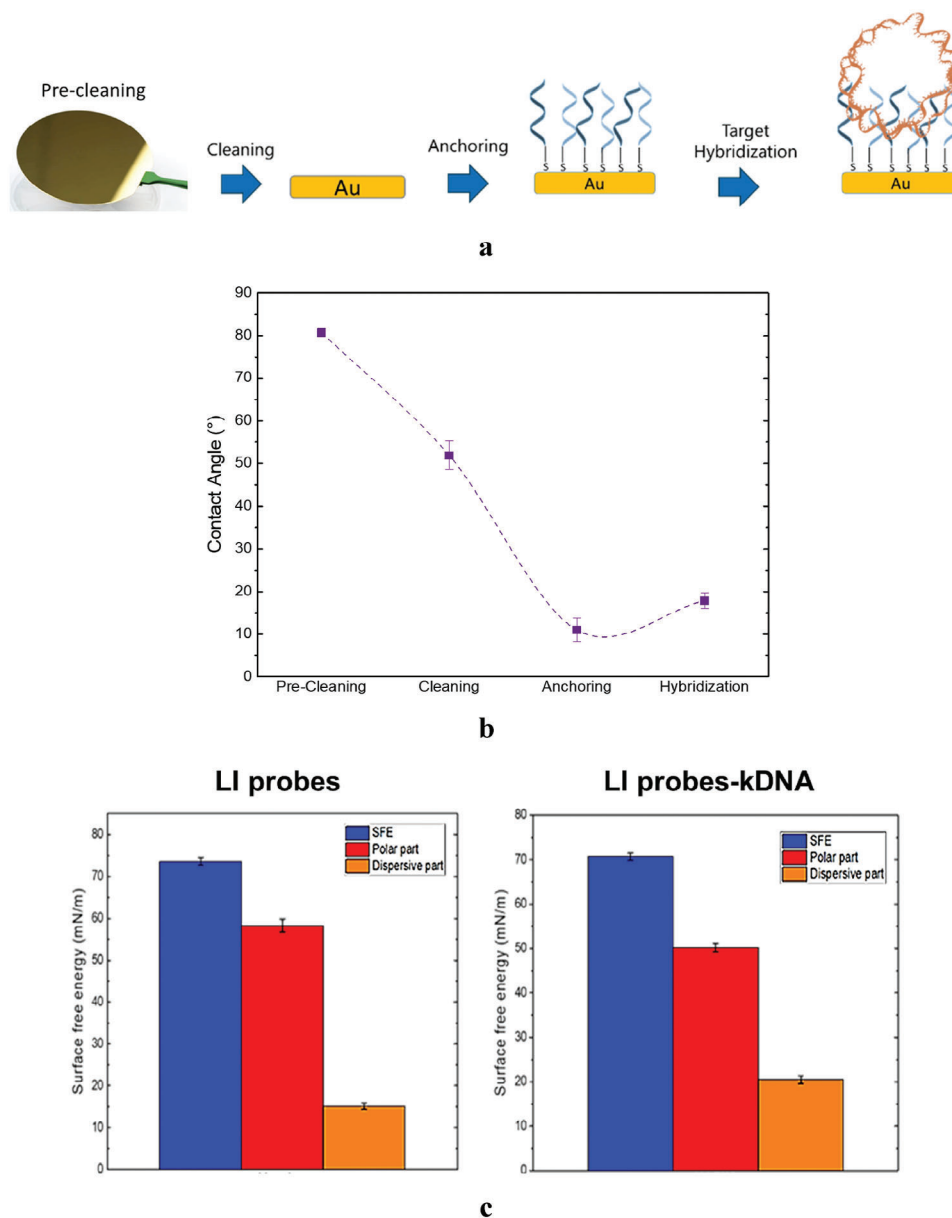 Pre-cleaning
Cleaning
Au
Anchoring
S S S S S S
Au
Target
Hybridization
S S S S S S
Au
a
Contact Angle (°)
90
80
70
60
50
40
30
20
10
0
Pre-Cleaning
Cleaning
Anchoring
Hybridization
b
LI probes
Surface free energy (mN/m)
80
70
60
50
40
30
20
10
0
SFE
Polar part
Dispersive part
LI probes-kDNA
Surface free energy (mN/m)
80
70
60
50
40
30
20
10
0
SFE
Polar part
Dispersive part
c